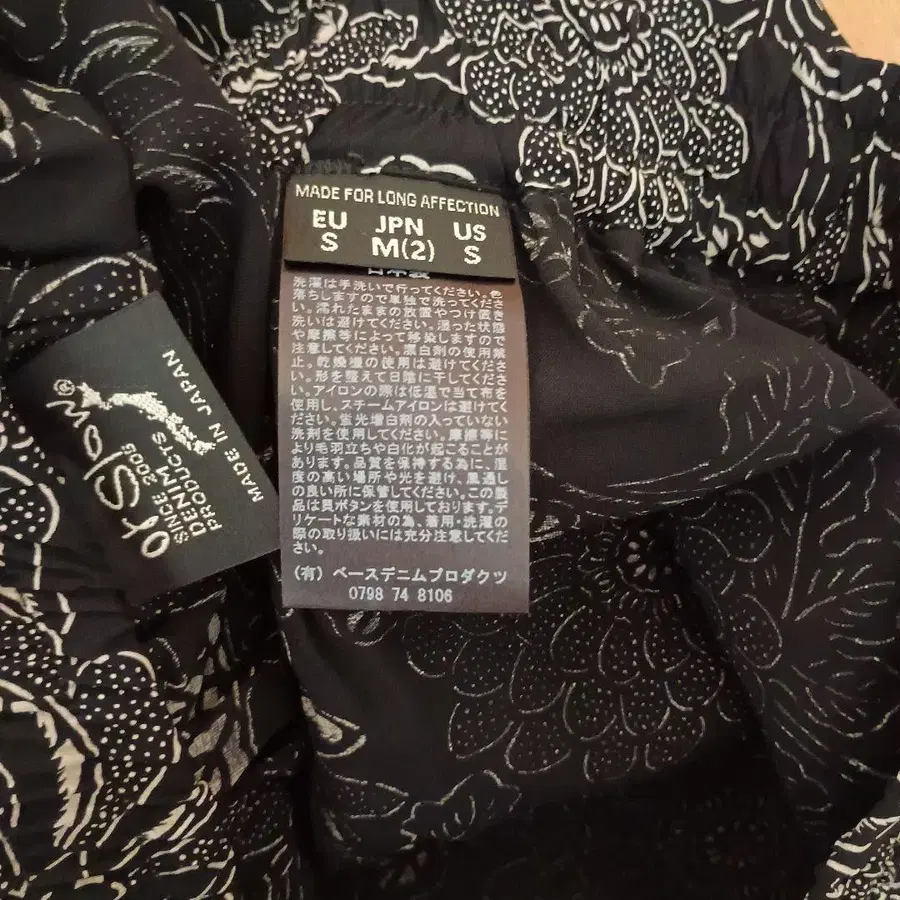 MADE FOR LONG AFFECTION
EU JPN US
S M(2) S
日本製
洗濯は手洗いで行ってください。色
落ちしますので単独で洗ってくださ
い。濡れたままの放置やつけ置き
洗いは避けてください。湿った状態
や摩擦等によって移染しますので
注意してください。漂白剤の使用禁
止。乾燥機の使用は避けてくださ
い。形を整えて日陰に干してくださ
い。アイロンの際は低温で当て布を
使用し、スチームアイロンは避けてく
ださい。蛍光増白剤の入っていない
洗剤を使用してください。摩擦等に
より毛羽立ちや白化が起こることが
あります。品質を保持する為に、湿
度の高い場所や光を避け、風通し
の良い所に保管してください。この製
品は貝ボタンを使用しております。デ
リケートな素材の為、着用・洗濯の
際の取り扱いには充分注意してくだ
さい。
(有) ベースデニムプロダクツ
0798 74 8106
orSlow®
SINCE 2005
DENIM
PRODUCTS
MADE IN JAPAN